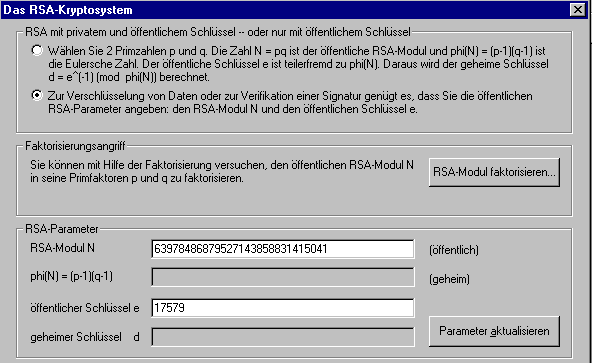 Das RSA-Kryptosystem
RSA mit privatem und öffentlichem Schlüssel -- oder nur mit öffentlichem Schlüssel
Wählen Sie 2 Primzahlen p und q. Die Zahl N = pq ist der öffentliche RSA-Modul und phi(N) = (p-1)(q-1) ist
die Eulersche Zahl. Der öffentliche Schlüssel e ist teilerfremd zu phi(N). Daraus wird der geheime Schlüssel
d = e^(-1) (mod phi(N)) berechnet.
Zur Verschlüsselung von Daten oder zur Verifikation einer Signatur genügt es, dass Sie die öffentlichen
RSA-Parameter angeben: den RSA-Modul N und den öffentlichen Schlüssel e.
Faktorisierungsangriff
Sie können mit Hilfe der Faktorisierung versuchen, den öffentlichen RSA-Modul N
in seine Primfaktoren p und q zu faktorisieren.
RSA-Modul faktorisieren...
RSA-Parameter
RSA-Modul N 63978486879527143858831415041 (öffentlich)
phi(N) = (p-1)(q-1) (geheim)
öffentlicher Schlüssel e 17579
geheimer Schlüssel d
Parameter aktualisieren